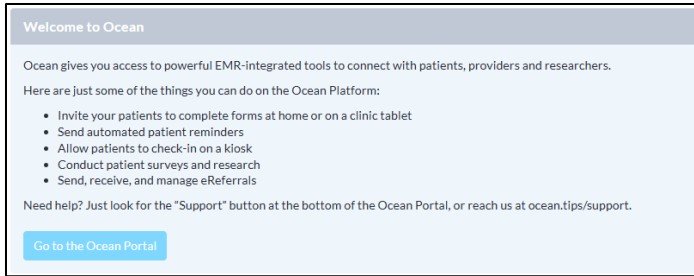 Welcome to Ocean
Ocean gives you access to powerful EMR-integrated tools to connect with patients, providers and researchers.
Here are just some of the things you can do on the Ocean Platform:
• Invite your patients to complete forms at home or on a clinic tablet
• Send automated patient reminders
• Allow patients to check-in on a kiosk
• Conduct patient surveys and research
• Send, receive, and manage eReferrals
Need help? Just look for the "Support" button at the bottom of the Ocean Portal, or reach us at ocean.tips/support.
Go to the Ocean Portal